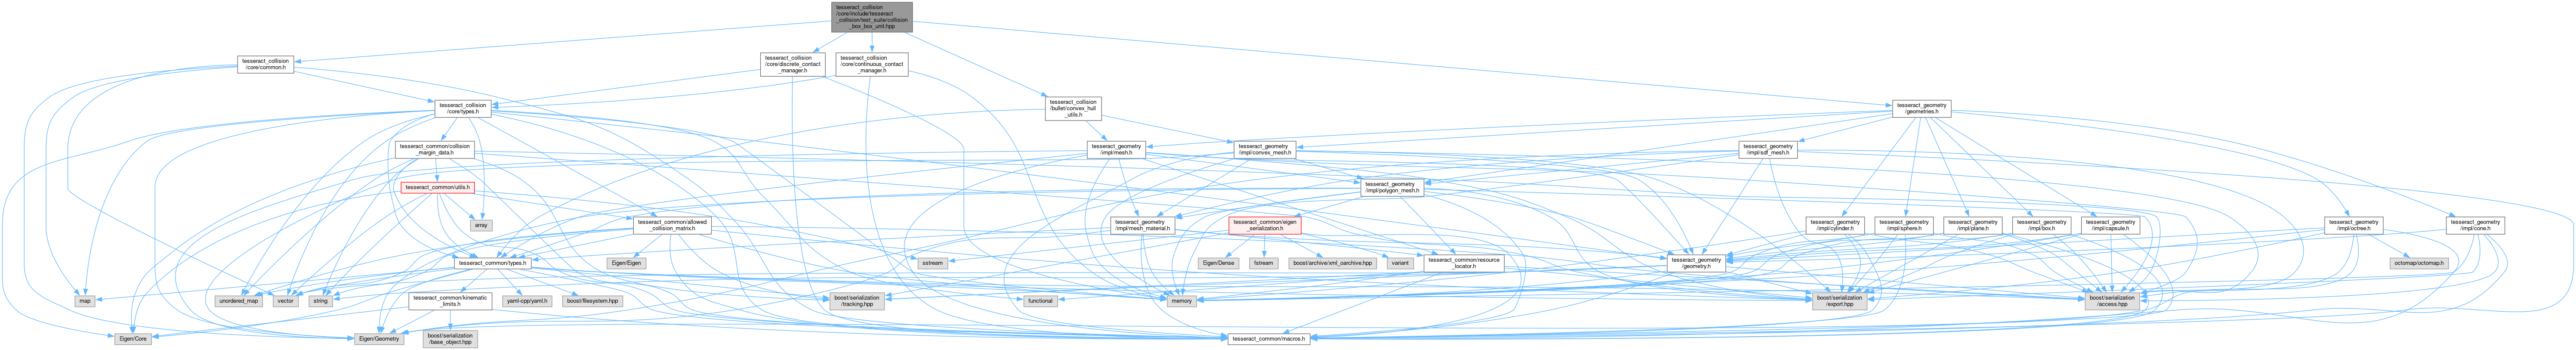 tesseract_collision
/core/include/tesseract
_collision/test_suite/collision
_box_box_unit.hpp
tesseract_collision
/core/common.h
tesseract_collision
/core/discrete_contact
_manager.h
tesseract_collision
/core/continuous_contact
_manager.h
tesseract_collision
/bullet/convex_hull
_utils.h
tesseract_geometry
/geometries.h
tesseract_collision
/core/types.h
tesseract_common/collision
_margin_data.h
tesseract_geometry
/impl/mesh.h
tesseract_geometry
/impl/convex_mesh.h
tesseract_geometry
/impl/sdf_mesh.h
tesseract_common/utils.h
tesseract_geometry
/impl/polygon_mesh.h
array
tesseract_common/allowed
_collision_matrix.h
tesseract_geometry
/impl/mesh_material.h
tesseract_common/eigen
_serialization.h
tesseract_geometry
/impl/cylinder.h
tesseract_geometry
/impl/sphere.h
tesseract_geometry
/impl/plane.h
tesseract_geometry
/impl/box.h
tesseract_geometry
/impl/capsule.h
tesseract_geometry
/impl/octree.h
tesseract_geometry
/impl/cone.h
tesseract_common/types.h
Eigen/Eigen
sstream
Eigen/Dense
fstream
boost/archive/xml_oarchive.hpp
variant
tesseract_common/resource
_locator.h
tesseract_geometry
/geometry.h
octomap/octomap.h
map
unordered_map
vector
string
tesseract_common/kinematic
_limits.h
yaml-cpp/yaml.h
boost/filesystem.hpp
boost/serialization
/tracking.hpp
functional
memory
boost/serialization
/export.hpp
boost/serialization
/access.hpp
Eigen/Core
Eigen/Geometry
boost/serialization
/base_object.hpp
tesseract_common/macros.h